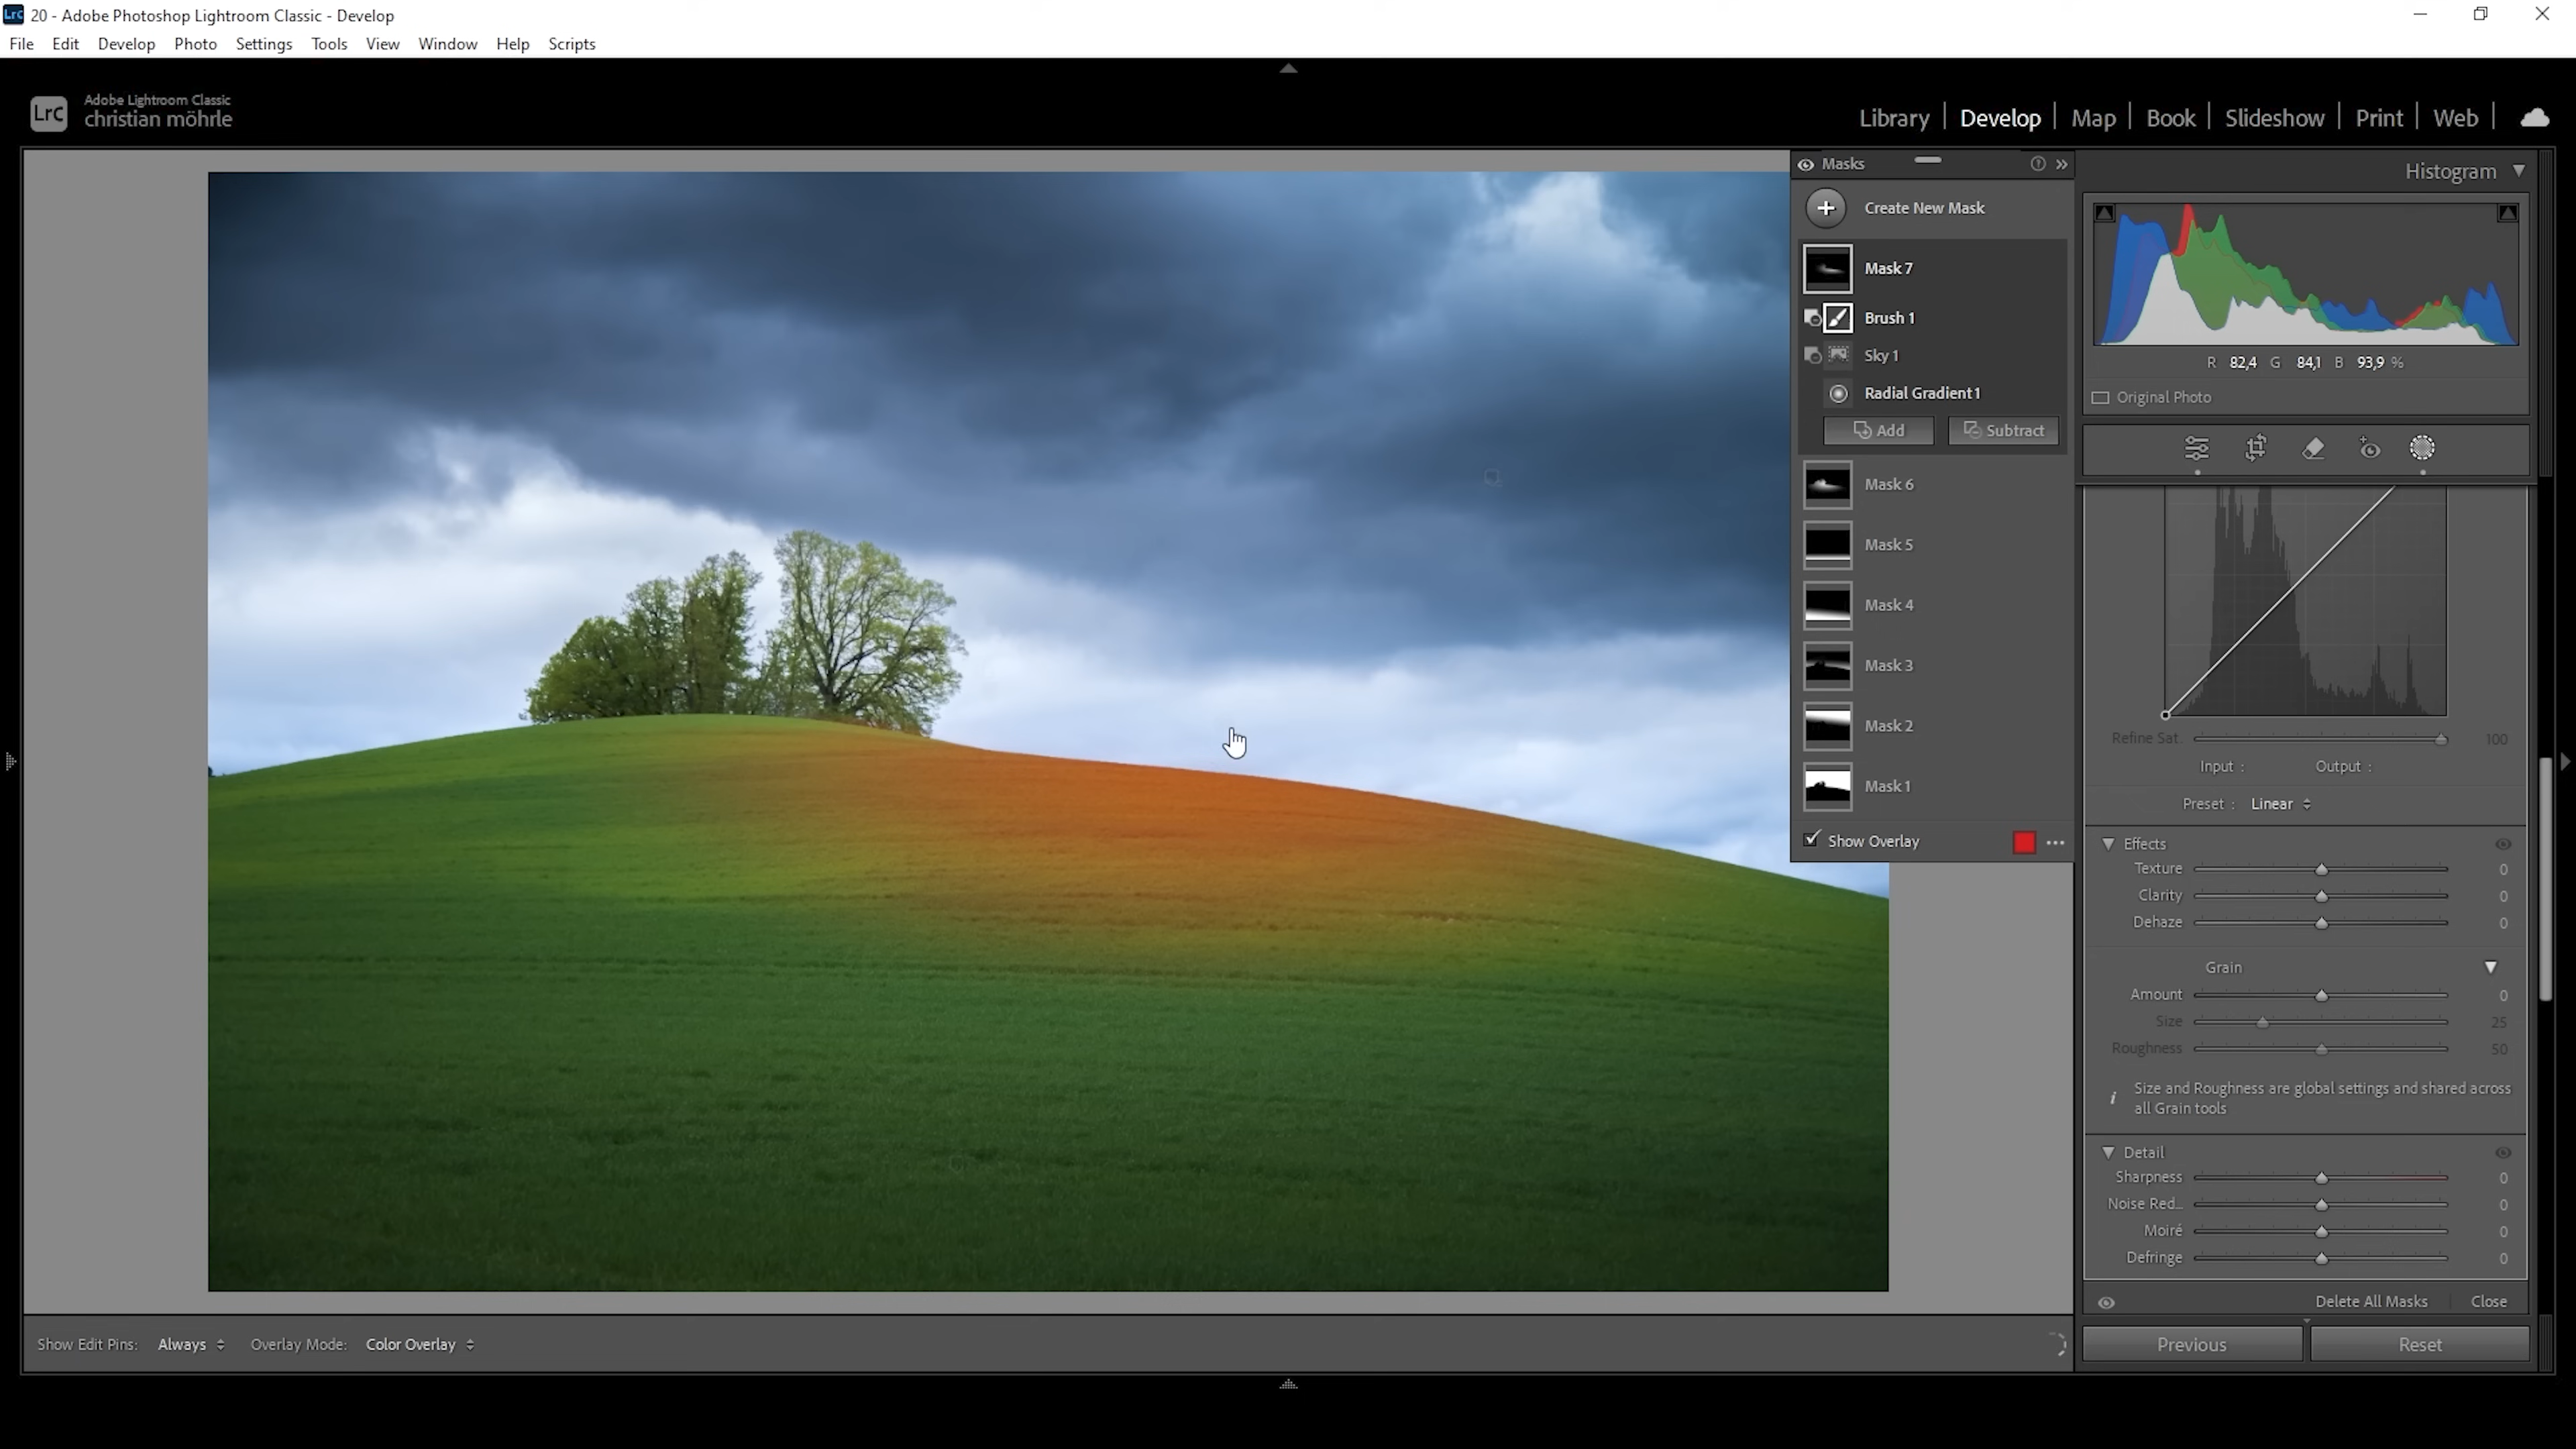 Lrc 20 - Adobe Photoshop Lightroom Classic - Develop
File Edit Develop Photo Settings Tools View Window Help Scripts
Lrc Adobe Lightroom Classic
christian möhrle
Library | Develop | Map | Book | Slideshow | Print | Web |
Masks
Create New Mask
Mask 7
Brush 1
Sky 1
Radial Gradient 1
Add Subtract
Mask 6
Mask 5
Mask 4
Mask 3
Mask 2
Mask 1
Show Overlay
Histogram
R 82,4 G 84,1 B 93,9 %
Original Photo
Refine Sat. 100
Input : Output :
Preset : Linear
Effects
Texture 0
Clarity 0
Dehaze 0
Grain
Amount 0
Size 25
Roughness 50
i Size and Roughness are global settings and shared across
all Grain tools
Detail
Sharpness 0
Noise Red... 0
Moiré 0
Defringe 0
Delete All Masks Close
Previous Reset
Show Edit Pins: Always Overlay Mode: Color Overlay